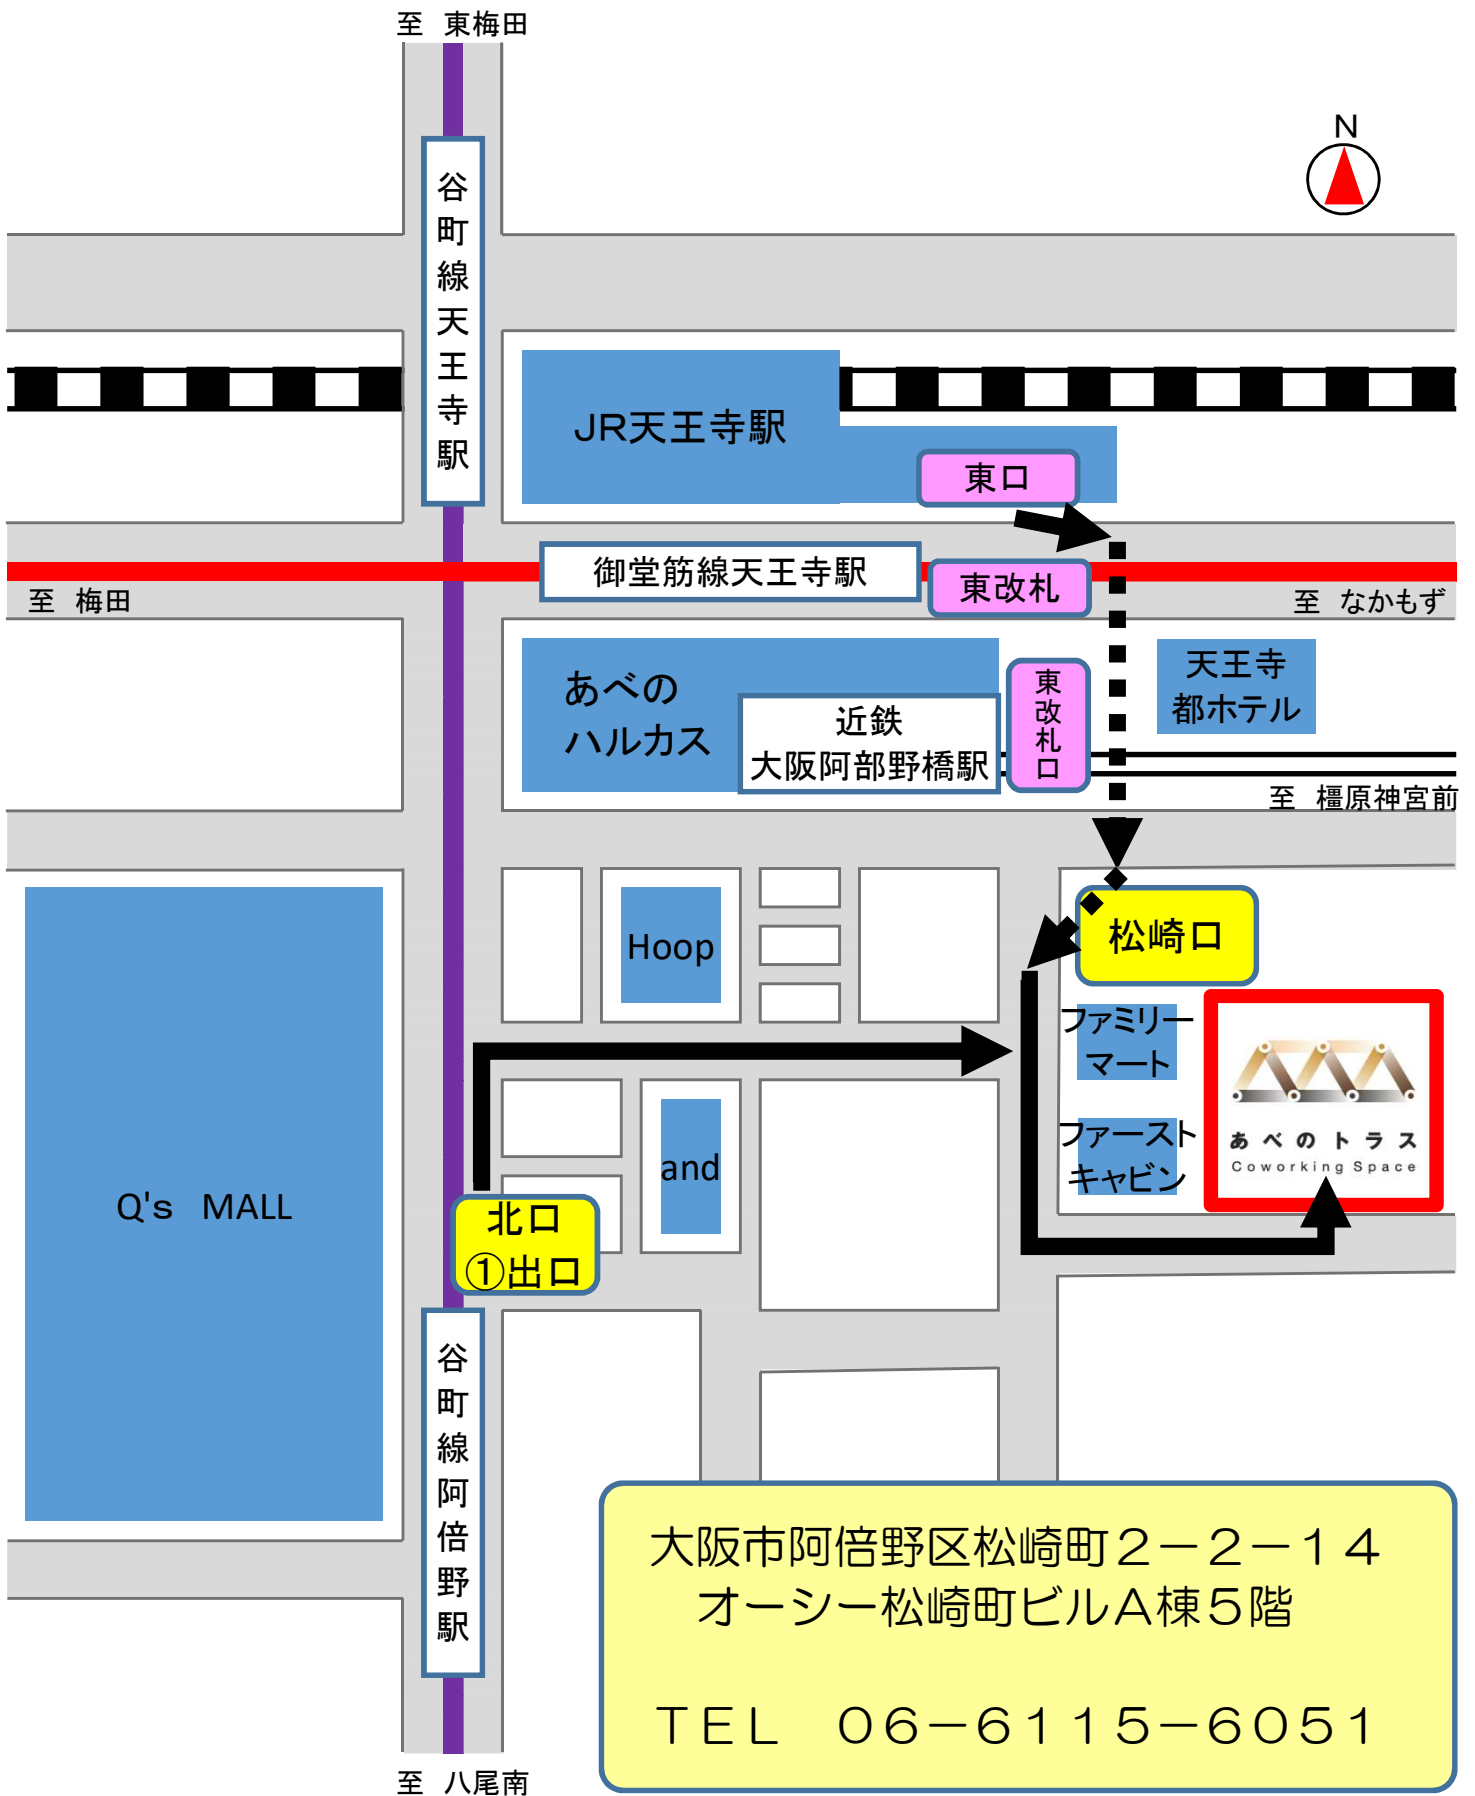 至　東梅田
N
谷町線天王寺駅
JR天王寺駅
東口
御堂筋線天王寺駅
東改札
至　梅田
至　なかもず
あべの
ハルカス
近鉄
大阪阿部野橋駅
東改札口
天王寺
都ホテル
至　橿原神宮前
Hoop
松崎口
ファミリー
マート
あべのトラス
Coworking Space
ファースト
キャビン
and
Q's　MALL
北口
①出口
谷町線阿倍野駅
大阪市阿倍野区松崎町２－２－１４
オーシー松崎町ビルＡ棟５階
ＴＥＬ　０６－６１１５－６０５１
至　八尾南